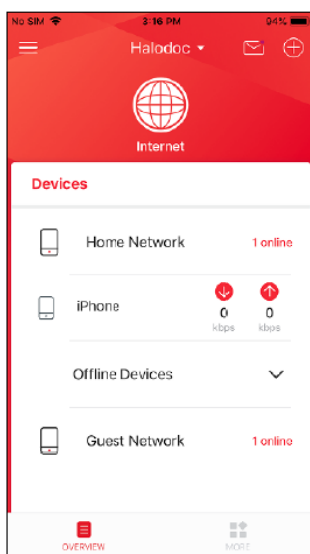 No SIM 3:16 PM 94%
Halodoc
Internet
Devices
Home Network 1 online
iPhone 0 0
kbps kbps
Offline Devices
Guest Network 1 online
OVERVIEW MORE